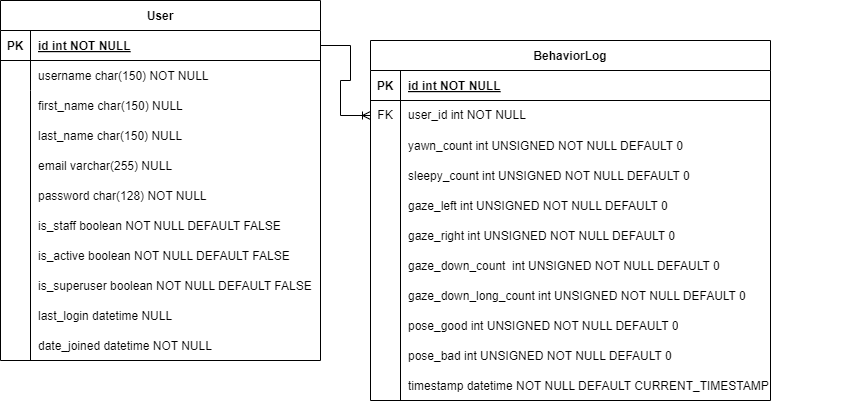 User
PK id int NOT NULL
username char(150) NOT NULL
first_name char(150) NULL
last_name char(150) NULL
email varchar(255) NULL
password char(128) NOT NULL
is_staff boolean NOT NULL DEFAULT FALSE
is_active boolean NOT NULL DEFAULT FALSE
is_superuser boolean NOT NULL DEFAULT FALSE
last_login datetime NULL
date_joined datetime NOT NULL
BehaviorLog
PK id int NOT NULL
FK user_id int NOT NULL
yawn_count int UNSIGNED NOT NULL DEFAULT 0
sleepy_count int UNSIGNED NOT NULL DEFAULT 0
gaze_left int UNSIGNED NOT NULL DEFAULT 0
gaze_right int UNSIGNED NOT NULL DEFAULT 0
gaze_down_count int UNSIGNED NOT NULL DEFAULT 0
gaze_down_long_count int UNSIGNED NOT NULL DEFAULT 0
pose_good int UNSIGNED NOT NULL DEFAULT 0
pose_bad int UNSIGNED NOT NULL DEFAULT 0
timestamp datetime NOT NULL DEFAULT CURRENT_TIMESTAMP